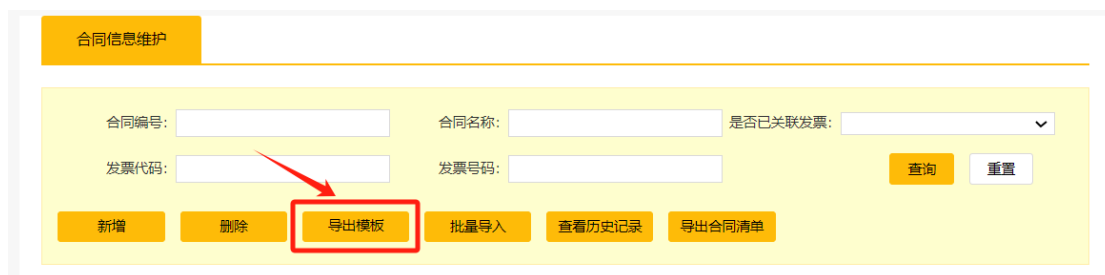 合同信息维护
合同编号: 合同名称: 是否已关联发票:
发票代码: 发票号码: 查询 重置
新增 删除 导出模板 批量导入 查看历史记录 导出合同清单